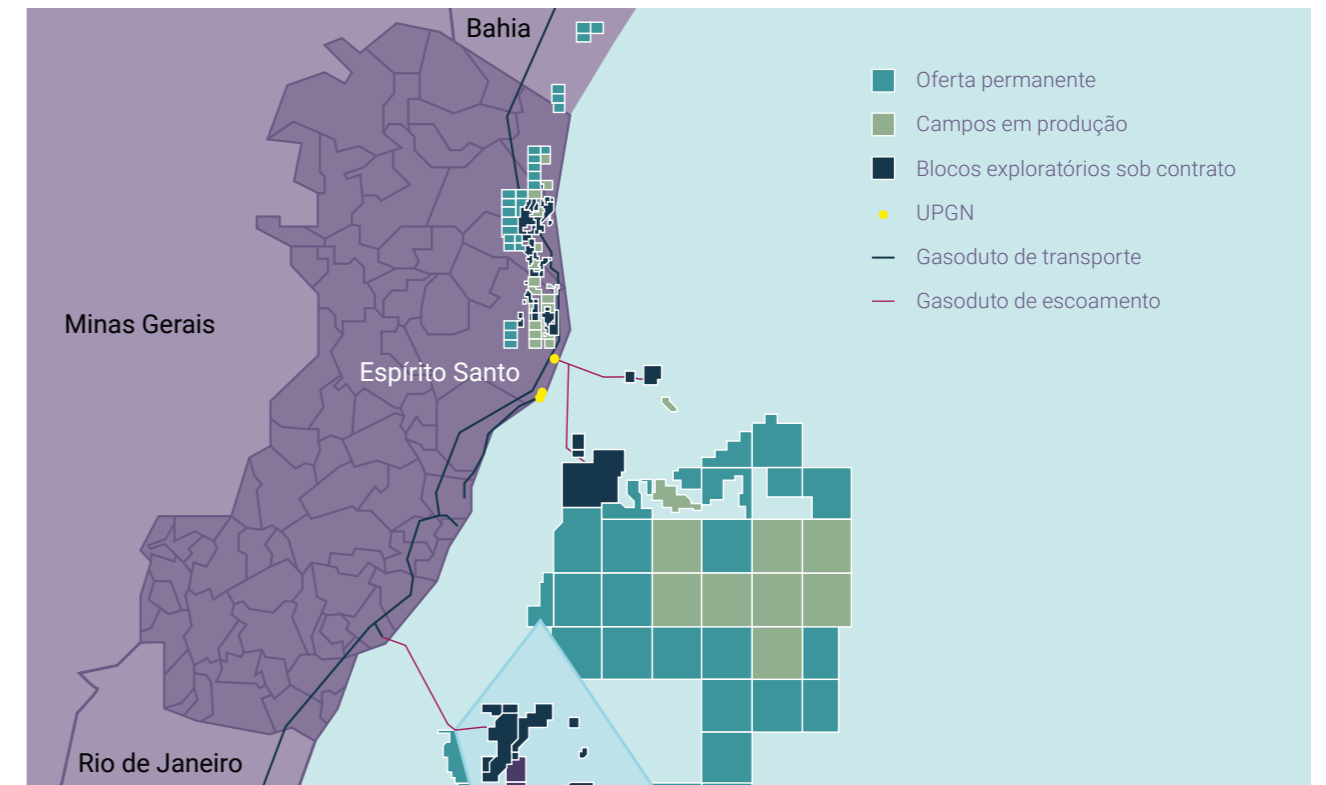 Bahia
Oferta permanente
Campos em produção
Blocos exploratórios sob contrato
UPGN
Gasoduto de transporte
Gasoduto de escoamento
Minas Gerais
Espírito Santo
Rio de Janeiro